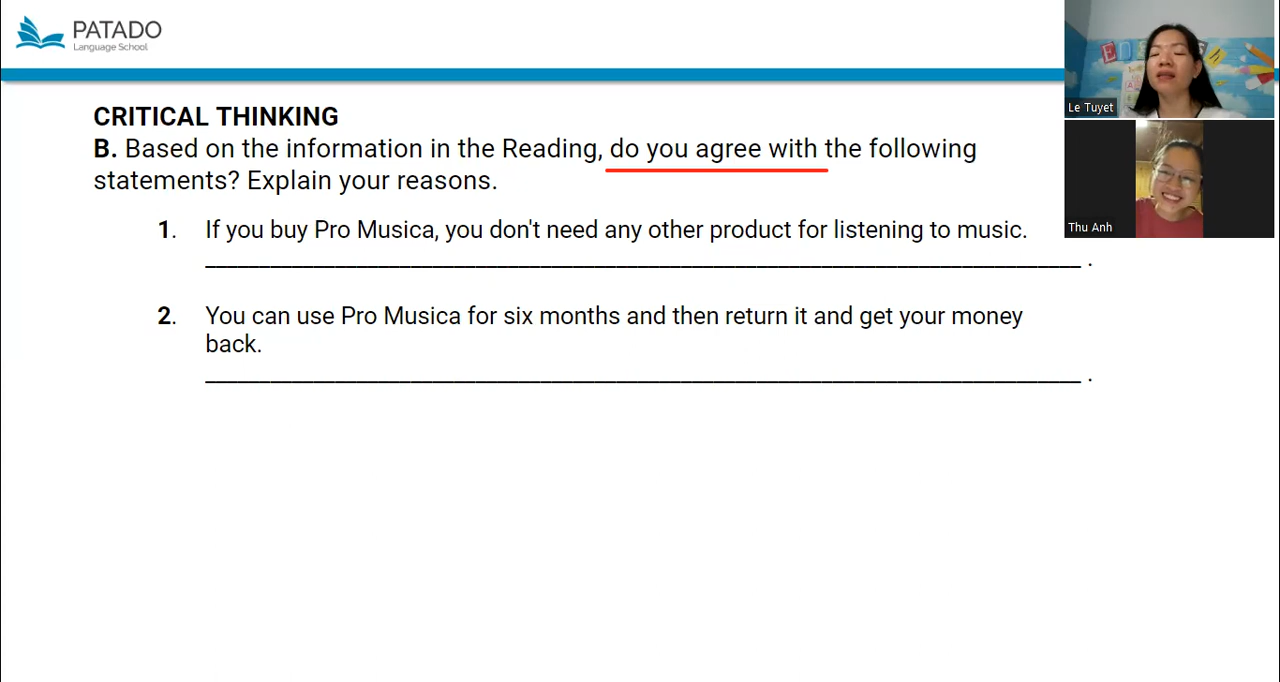 PATADO
Language School
CRITICAL THINKING
B. Based on the information in the Reading, do you agree with the following
statements? Explain your reasons.
1. If you buy Pro Musica, you don't need any other product for listening to music.
2. You can use Pro Musica for six months and then return it and get your money
back.
Le Tuyet
Thu Anh